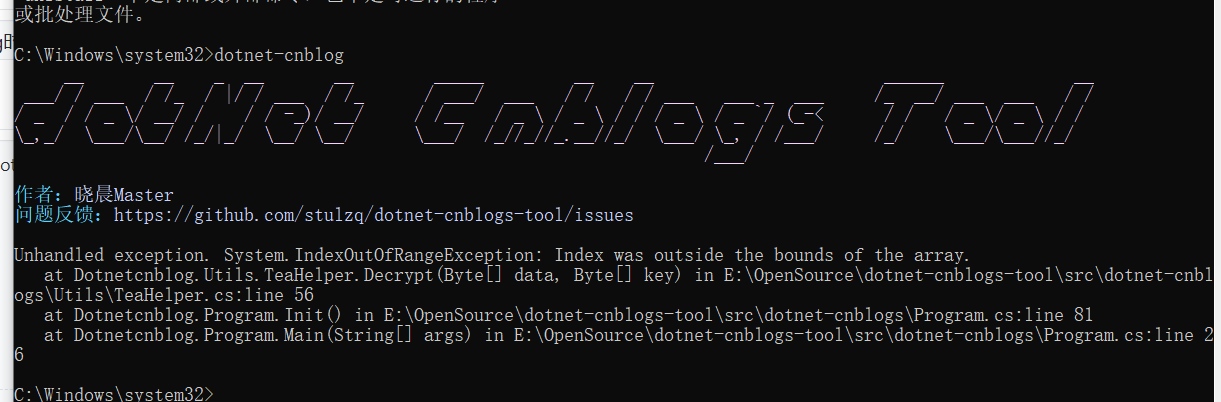 或批处理文件。
C:\Windows\system32>dotnet-cnblog
dotNet Cnblogs Tool
作者：晓晨Master
问题反馈：https://github.com/stulzq/dotnet-cnblogs-tool/issues
Unhandled exception. System.IndexOutOfRangeException: Index was outside the bounds of the array.
at Dotnetcnblog.Utils.TeaHelper.Decrypt(Byte[] data, Byte[] key) in E:\OpenSource\dotnet-cnblogs-tool\src\dotnet-cnbl
ogs\Utils\TeaHelper.cs:line 56
at Dotnetcnblog.Program.Init() in E:\OpenSource\dotnet-cnblogs-tool\src\dotnet-cnblogs\Program.cs:line 81
at Dotnetcnblog.Program.Main(String[] args) in E:\OpenSource\dotnet-cnblogs-tool\src\dotnet-cnblogs\Program.cs:line 2
6
C:\Windows\system32>